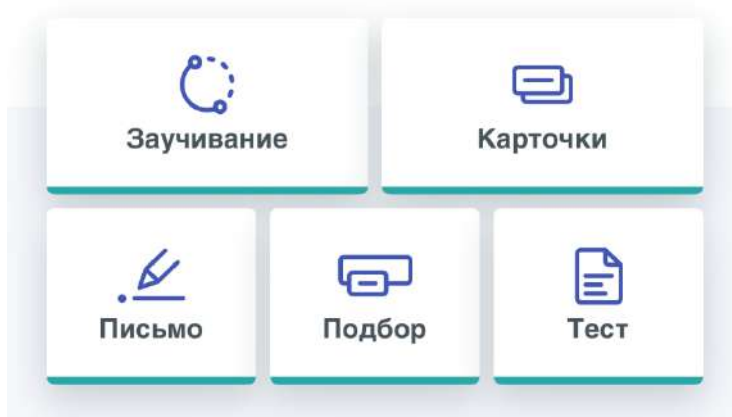 Заучивание
Карточки
Письмо
Подбор
Тест